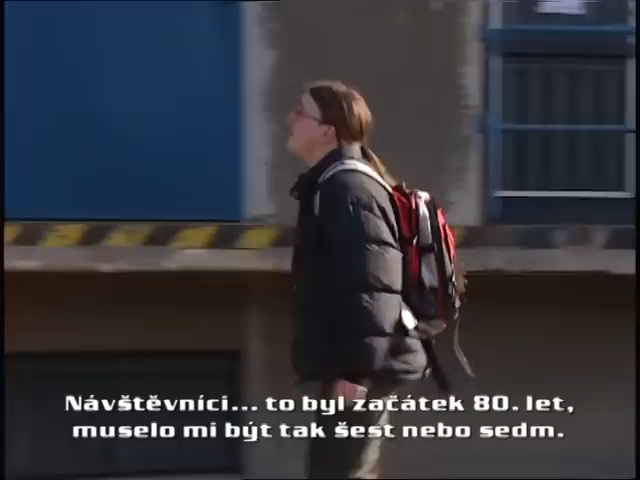 Návštěvníci... to byl začátek 80. let,
muselo mi být tak šest nebo sedm.